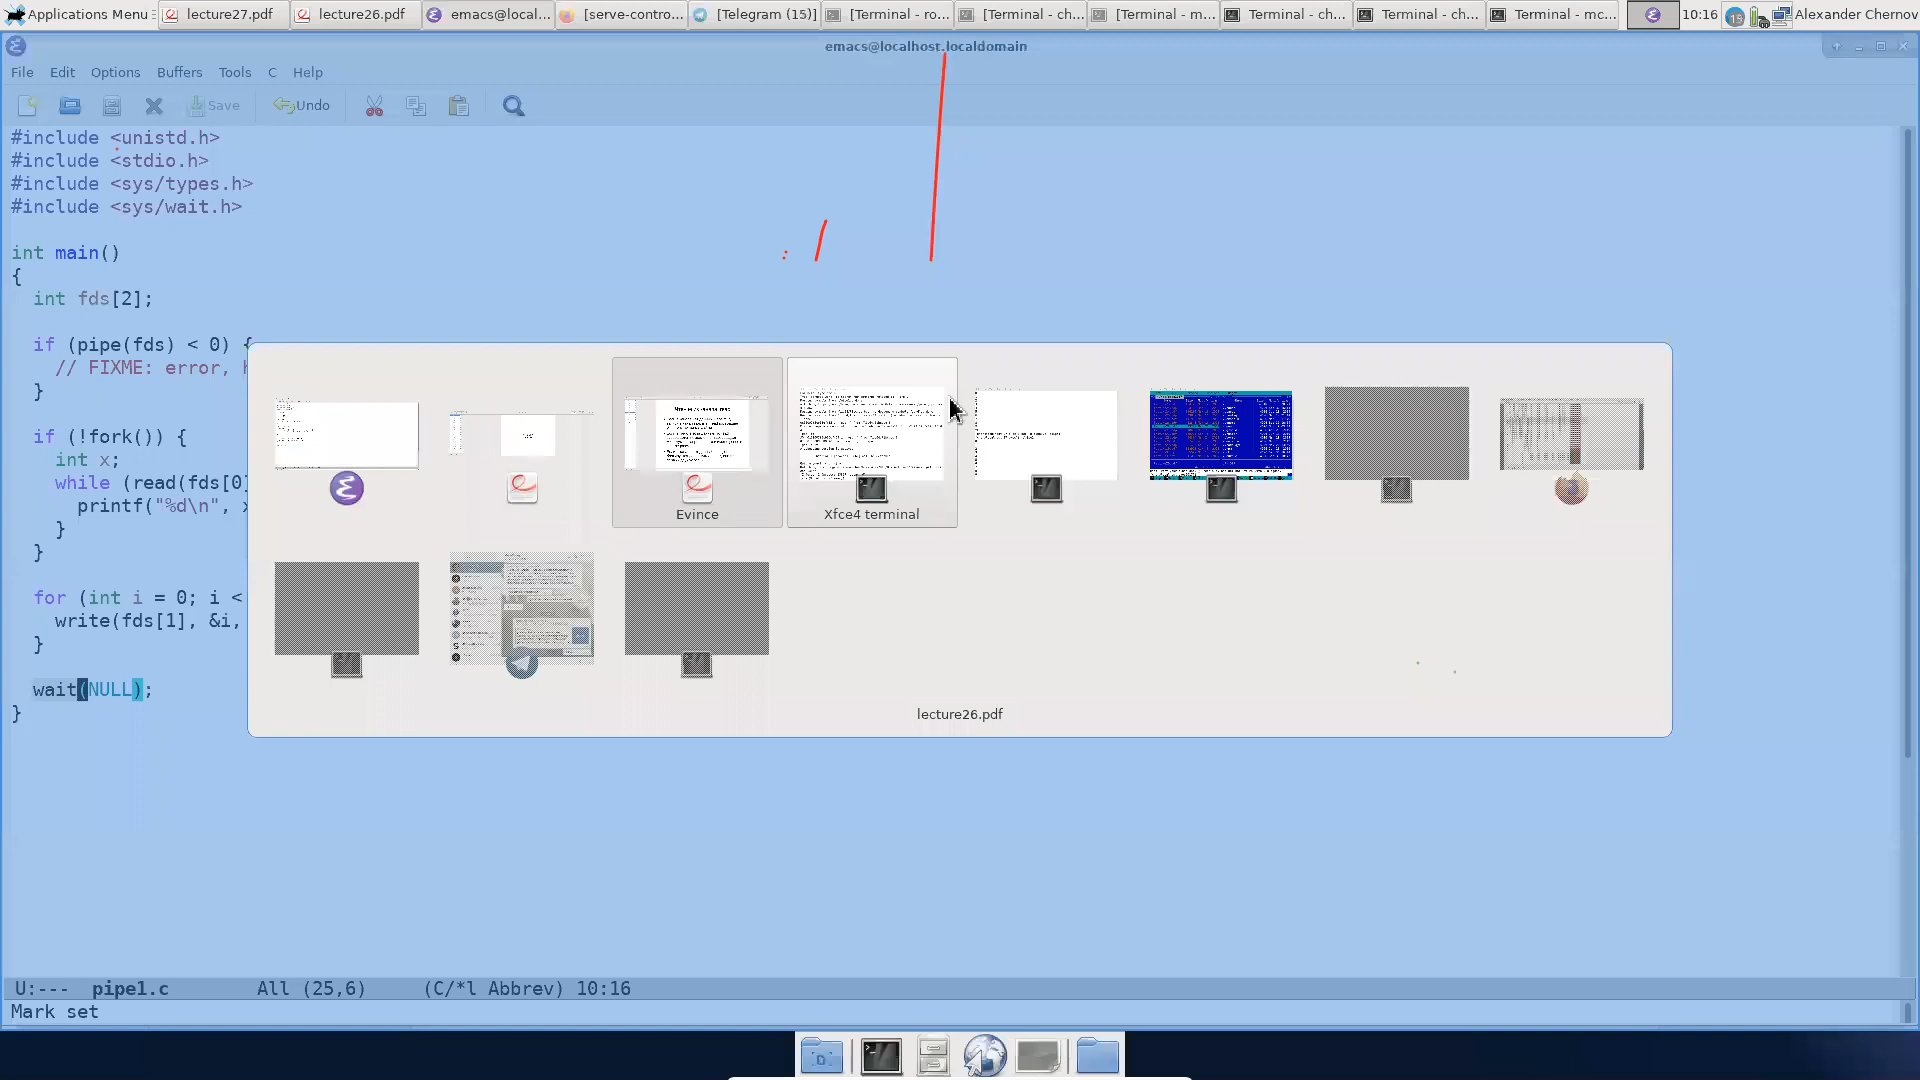 Applications Menu
lecture27.pdf
lecture26.pdf
emacs@local...
[serve-contro...
[Telegram (15)]
[Terminal - ro...
[Terminal - ch...
[Terminal - m...
Terminal - ch...
Terminal - ch...
Terminal - mc...
10:16
15
Alexander Chernov
emacs@localhost.localdomain
File Edit Options Buffers Tools C Help
Save Undo
#include <unistd.h>
#include <stdio.h>
#include <sys/types.h>
#include <sys/wait.h>
int main()
{
int fds[2];
if (pipe(fds) < 0) {
// FIXME: error,
}
if (!fork()) {
int x;
while (read(fds[0]
printf("%d\n",
}
}
for (int i = 0; i <
write(fds[1], &i,
}
wait(NULL);
}
Evince
Xfce4 terminal
lecture26.pdf
U:--- pipe1.c All (25,6) (C/*l Abbrev) 10:16
Mark set